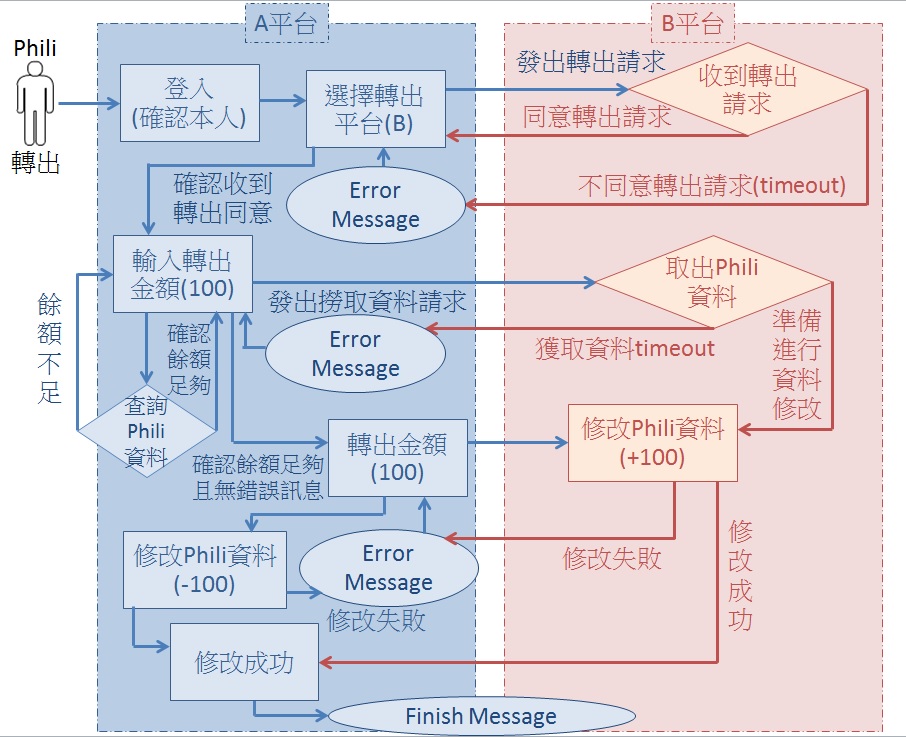 A平台
B平台
Phili
轉出
登入
(確認本人)
選擇轉出
平台(B)
發出轉出請求
收到轉出
請求
同意轉出請求
不同意轉出請求(timeout)
確認收到
轉出同意
Error
Message
輸入轉出
金額(100)
發出撈取資料請求
取出Phili
資料
獲取資料timeout
準備
進行
資料
修改
餘
額
不
足
確認
餘額
足夠
Error
Message
查詢
Phili
資料
確認餘額足夠
且無錯誤訊息
轉出金額
(100)
修改Phili資料
(+100)
修改Phili資料
(-100)
Error
Message
修改失敗
修改失敗
修
改
成
功
修改成功
Finish Message